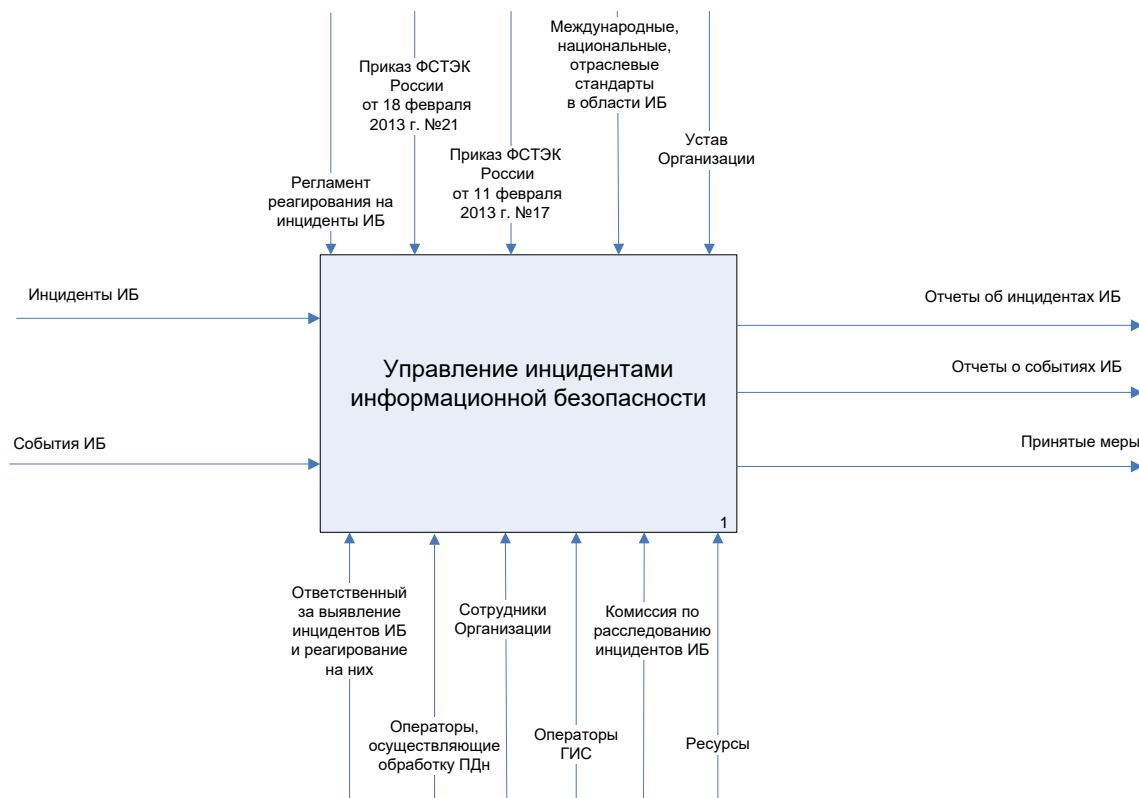 Международные,
национальные,
отраслевые
стандарты
в области ИБ
Приказ ФСТЭК
России
от 18 февраля
2013 г. №21
Устав
Организации
Приказ ФСТЭК
России
от 11 февраля
2013 г. №17
Регламент
реагирования на
инциденты ИБ
Инциденты ИБ
События ИБ
Управление инцидентами
информационной безопасности
1
Отчеты об инцидентах ИБ
Отчеты о событиях ИБ
Принятые меры
Ответственный
за выявление
инцидентов ИБ
и реагирование
на них
Операторы,
осуществляющие
обработку ПДн
Сотрудники
Организации
Операторы
ГИС
Комиссия по
расследованию
инцидентов ИБ
Ресурсы